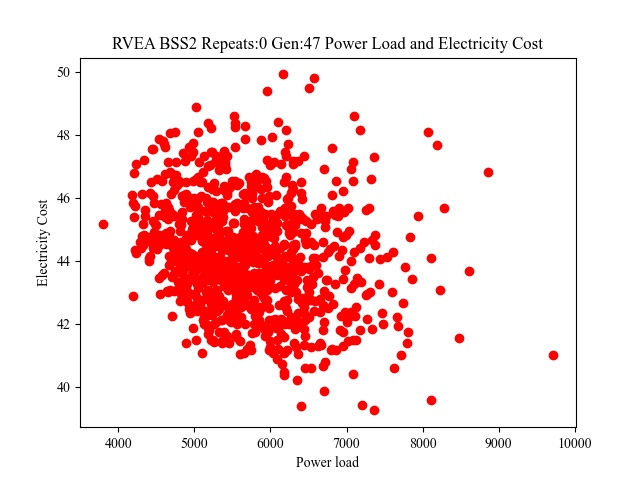 RVEA BSS2 Repeats:0 Gen:47 Power Load and Electricity Cost
50
48
46
44
42
40
Electricity Cost
4000 5000 6000 7000 8000 9000 10000
Power load